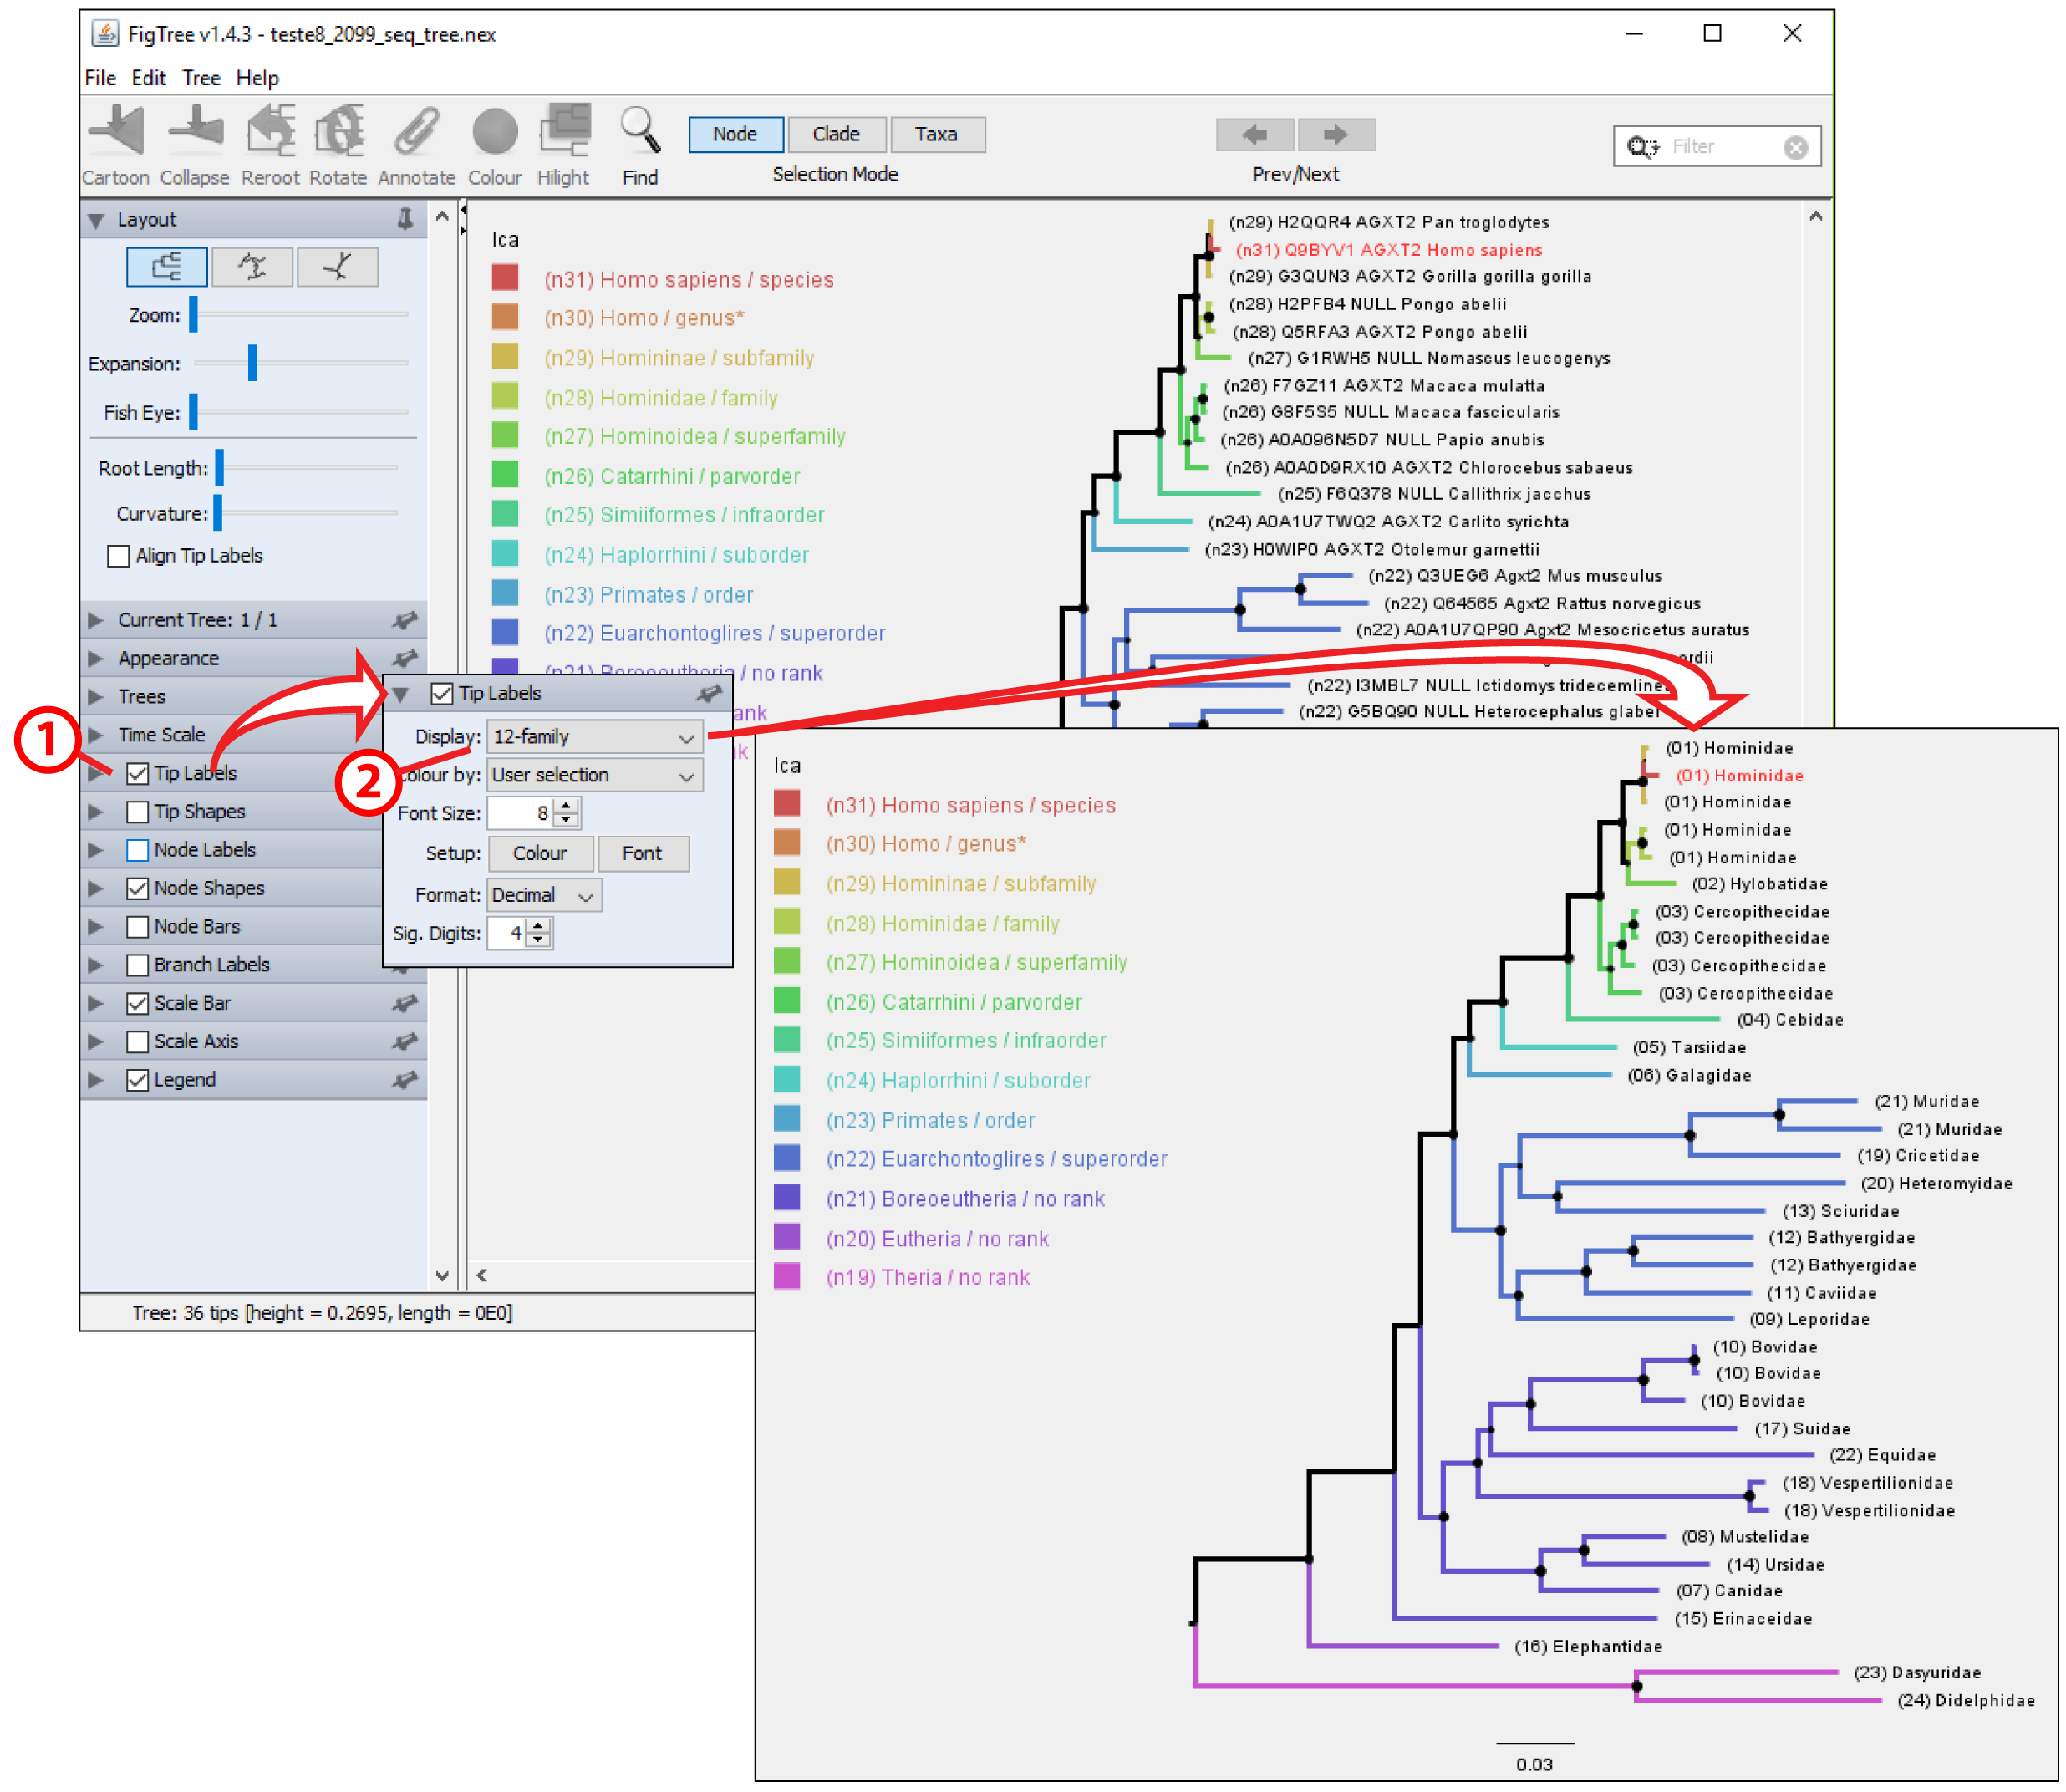 FigTree v1.4.3 - teste8_2099_seq_tree.nex
File Edit Tree Help
Cartoon Collapse Reroot Rotate Annotate Colour Hilight Find
Node Clade Taxa
Selection Mode
Prev/Next
Filter
Layout
Zoom:
Expansion:
Fish Eye:
Root Length:
Curvature:
Align Tip Labels
Current Tree: 1 / 1
Appearance
Trees
Time Scale
1
Tip Labels
Tip Shapes
Node Labels
Node Shapes
Node Bars
Branch Labels
Scale Bar
Scale Axis
Legend
Tree: 36 tips [height = 0.2695, length = 0E0]
Tip Labels
Display: 12-family
2
Colour by: User selection
Font Size: 8
Setup: Colour Font
Format: Decimal
Sig. Digits: 4
lca
(n31) Homo sapiens / species
(n30) Homo / genus*
(n29) Homininae / subfamily
(n28) Hominidae / family
(n27) Hominoidea / superfamily
(n26) Catarrhini / parvorder
(n25) Simiiformes / infraorder
(n24) Haplorrhini / suborder
(n23) Primates / order
(n22) Euarchontoglires / superorder
(n21) Boreoeutheria / no rank
ank
nk
(n29) H2QQR4 AGXT2 Pan troglodytes
(n31) Q9BYV1 AGXT2 Homo sapiens
(n29) G3QUN3 AGXT2 Gorilla gorilla gorilla
(n28) H2PFB4 NULL Pongo abelii
(n28) Q5RFA3 AGXT2 Pongo abelii
(n27) G1RWH5 NULL Nomascus leucogenys
(n26) F7GZ11 AGXT2 Macaca mulatta
(n26) G8F5S5 NULL Macaca fascicularis
(n26) A0A096N5D7 NULL Papio anubis
(n26) A0A0D9RX10 AGXT2 Chlorocebus sabaeus
(n25) F6Q378 NULL Callithrix jacchus
(n24) A0A1U7TWQ2 AGXT2 Carlito syrichta
(n23) H0WIP0 AGXT2 Otolemur garnettii
(n22) Q3UEG6 Agxt2 Mus musculus
(n22) Q64565 Agxt2 Rattus norvegicus
(n22) A0A1U7QP90 Agxt2 Mesocricetus auratus
ordii
(n22) I3MBL7 NULL Ictidomys tridecemline
(n22) G5BQ90 NULL Heterocephalus glaber
lca
(n31) Homo sapiens / species
(n30) Homo / genus*
(n29) Homininae / subfamily
(n28) Hominidae / family
(n27) Hominoidea / superfamily
(n26) Catarrhini / parvorder
(n25) Simiiformes / infraorder
(n24) Haplorrhini / suborder
(n23) Primates / order
(n22) Euarchontoglires / superorder
(n21) Boreoeutheria / no rank
(n20) Eutheria / no rank
(n19) Theria / no rank
(01) Hominidae
(01) Hominidae
(01) Hominidae
(01) Hominidae
(01) Hominidae
(02) Hylobatidae
(03) Cercopithecidae
(03) Cercopithecidae
(03) Cercopithecidae
(03) Cercopithecidae
(04) Cebidae
(05) Tarsiidae
(06) Galagidae
(21) Muridae
(21) Muridae
(19) Cricetidae
(20) Heteromyidae
(13) Sciuridae
(12) Bathyergidae
(12) Bathyergidae
(11) Caviidae
(09) Leporidae
(10) Bovidae
(10) Bovidae
(10) Bovidae
(17) Suidae
(22) Equidae
(18) Vespertilionidae
(18) Vespertilionidae
(08) Mustelidae
(14) Ursidae
(07) Canidae
(15) Erinaceidae
(16) Elephantidae
(23) Dasyuridae
(24) Didelphidae
0.03